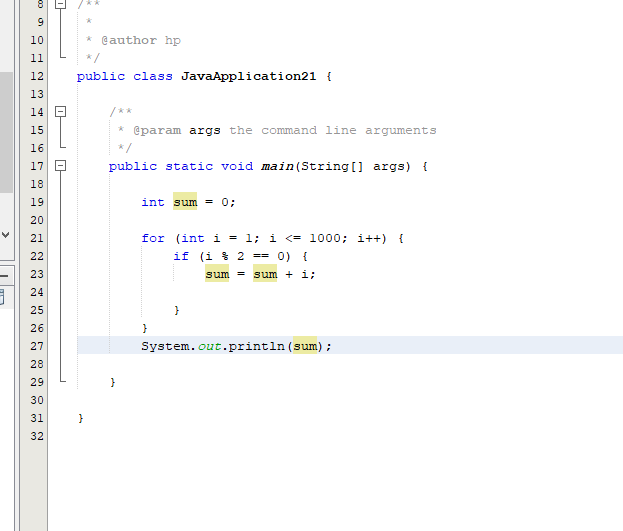 8 /**
9 *
10 * @author hp
11 */
12 public class JavaApplication21 {
13
14 /**
15 * @param args the command line arguments
16 */
17 public static void main(String[] args) {
18
19 int sum = 0;
20
21 for (int i = 1; i <= 1000; i++) {
22 if (i % 2 == 0) {
23 sum = sum + i;
24
25 }
26 }
27 System.out.println(sum);
28
29 }
30
31 }
32